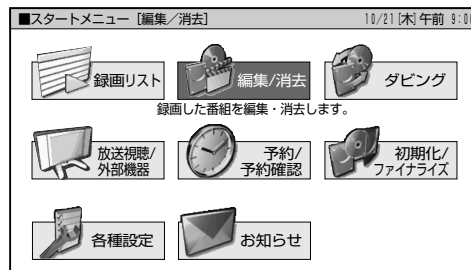 ■スタートメニュー［編集／消去］ 10/21[木]午前 9:00
録画リスト
編集/消去
ダビング
録画した番組を編集・消去します。
放送視聴/
外部機器
予約/
予約確認
初期化/
ファイナライズ
各種設定
お知らせ